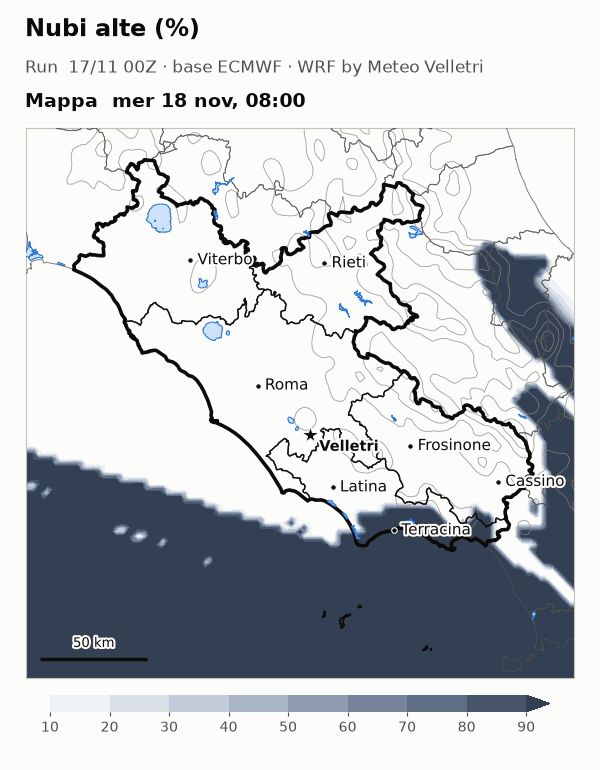 Nubi alte (%)
Run 17/11 00Z · base ECMWF · WRF by Meteo Velletri
Mappa mer 18 nov, 08:00
Viterbo
Rieti
Roma
Velletri
Frosinone
Latina
Cassino
Terracina
50 km
10 20 30 40 50 60 70 80 90